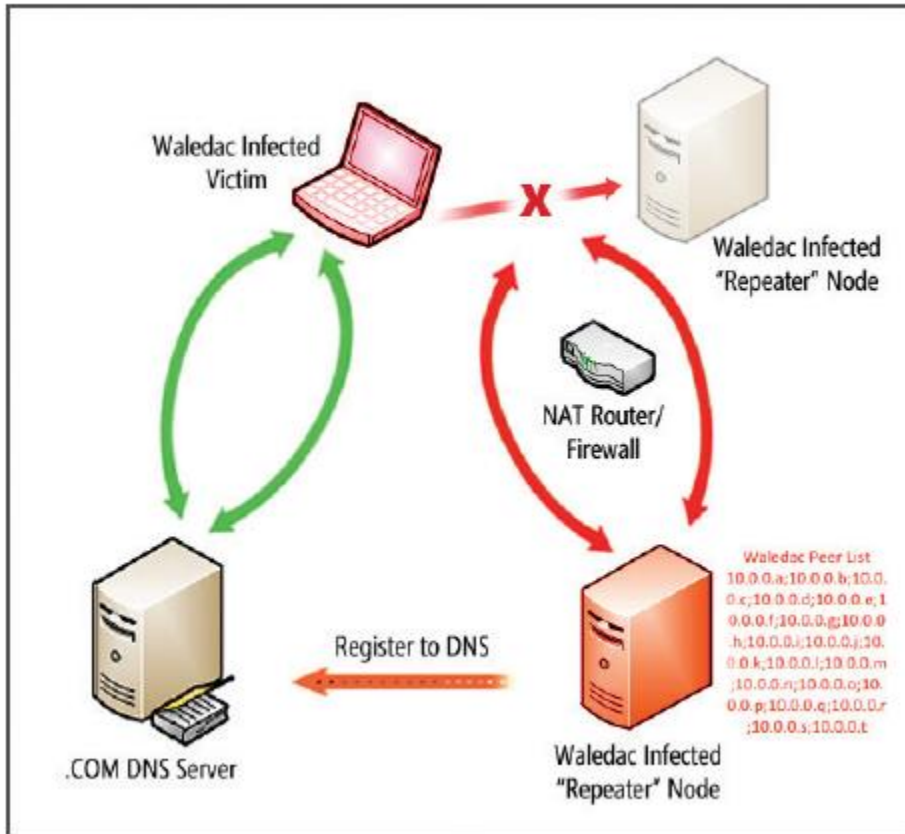 Waledac Infected
Victim
Waledac Infected
"Repeater" Node
X
NAT Router/
Firewall
Waledac Peer List
10.0.0.a;10.0.0.b;10.0.
0.c;10.0.0.d;10.0.0.e;1
0.0.0.f;10.0.0.g;10.0.0
.h;10.0.0.i;10.0.0.j;10.
0.0.k;10.0.0.l;10.0.0.m
;10.0.0.n;10.0.0.o;10.
0.0.p;10.0.0.q;10.0.0.r
;10.0.0.s;10.0.0.t
Register to DNS
.COM DNS Server
Waledac Infected
"Repeater" Node